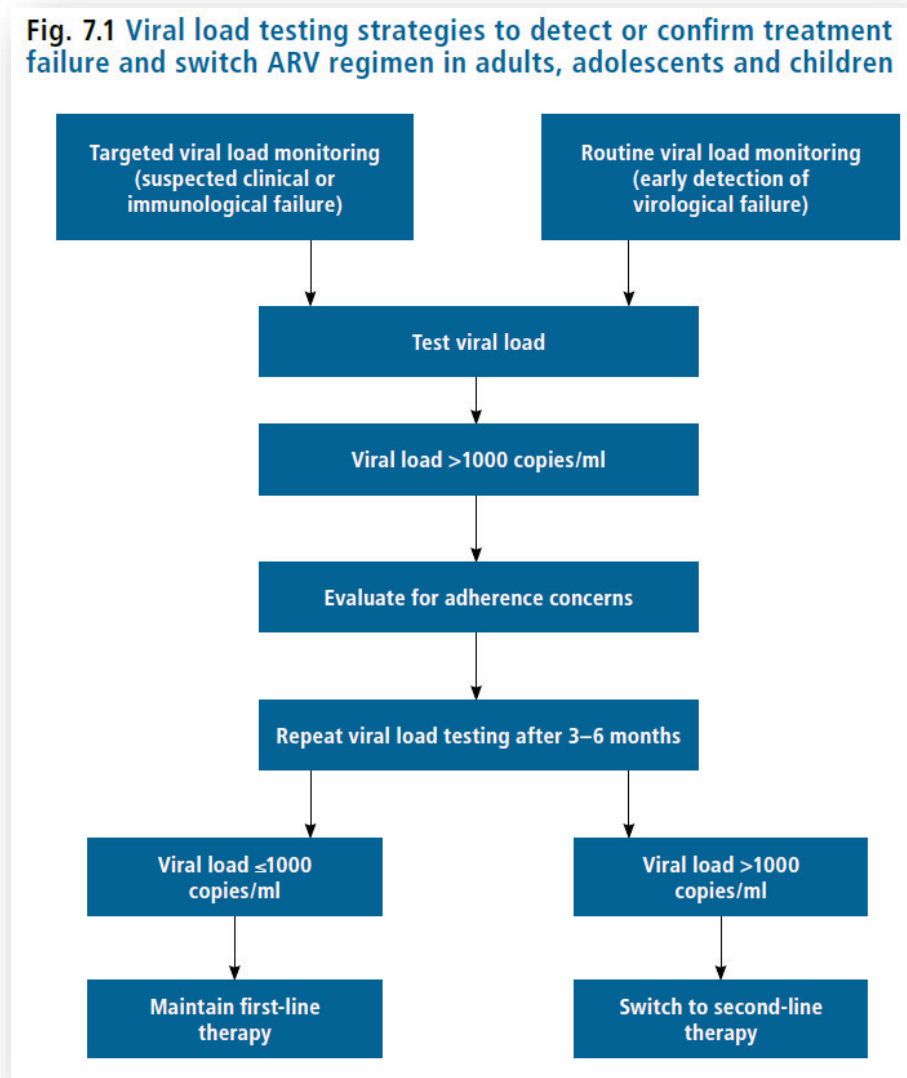 Fig. 7.1 Viral load testing strategies to detect or confirm treatment
failure and switch ARV regimen in adults, adolescents and children
Targeted viral load monitoring
(suspected clinical or
immunological failure)
Routine viral load monitoring
(early detection of
virological failure)
Test viral load
Viral load >1000 copies/ml
Evaluate for adherence concerns
Repeat viral load testing after 3–6 months
Viral load ≤1000
copies/ml
Viral load >1000
copies/ml
Maintain first-line
therapy
Switch to second-line
therapy